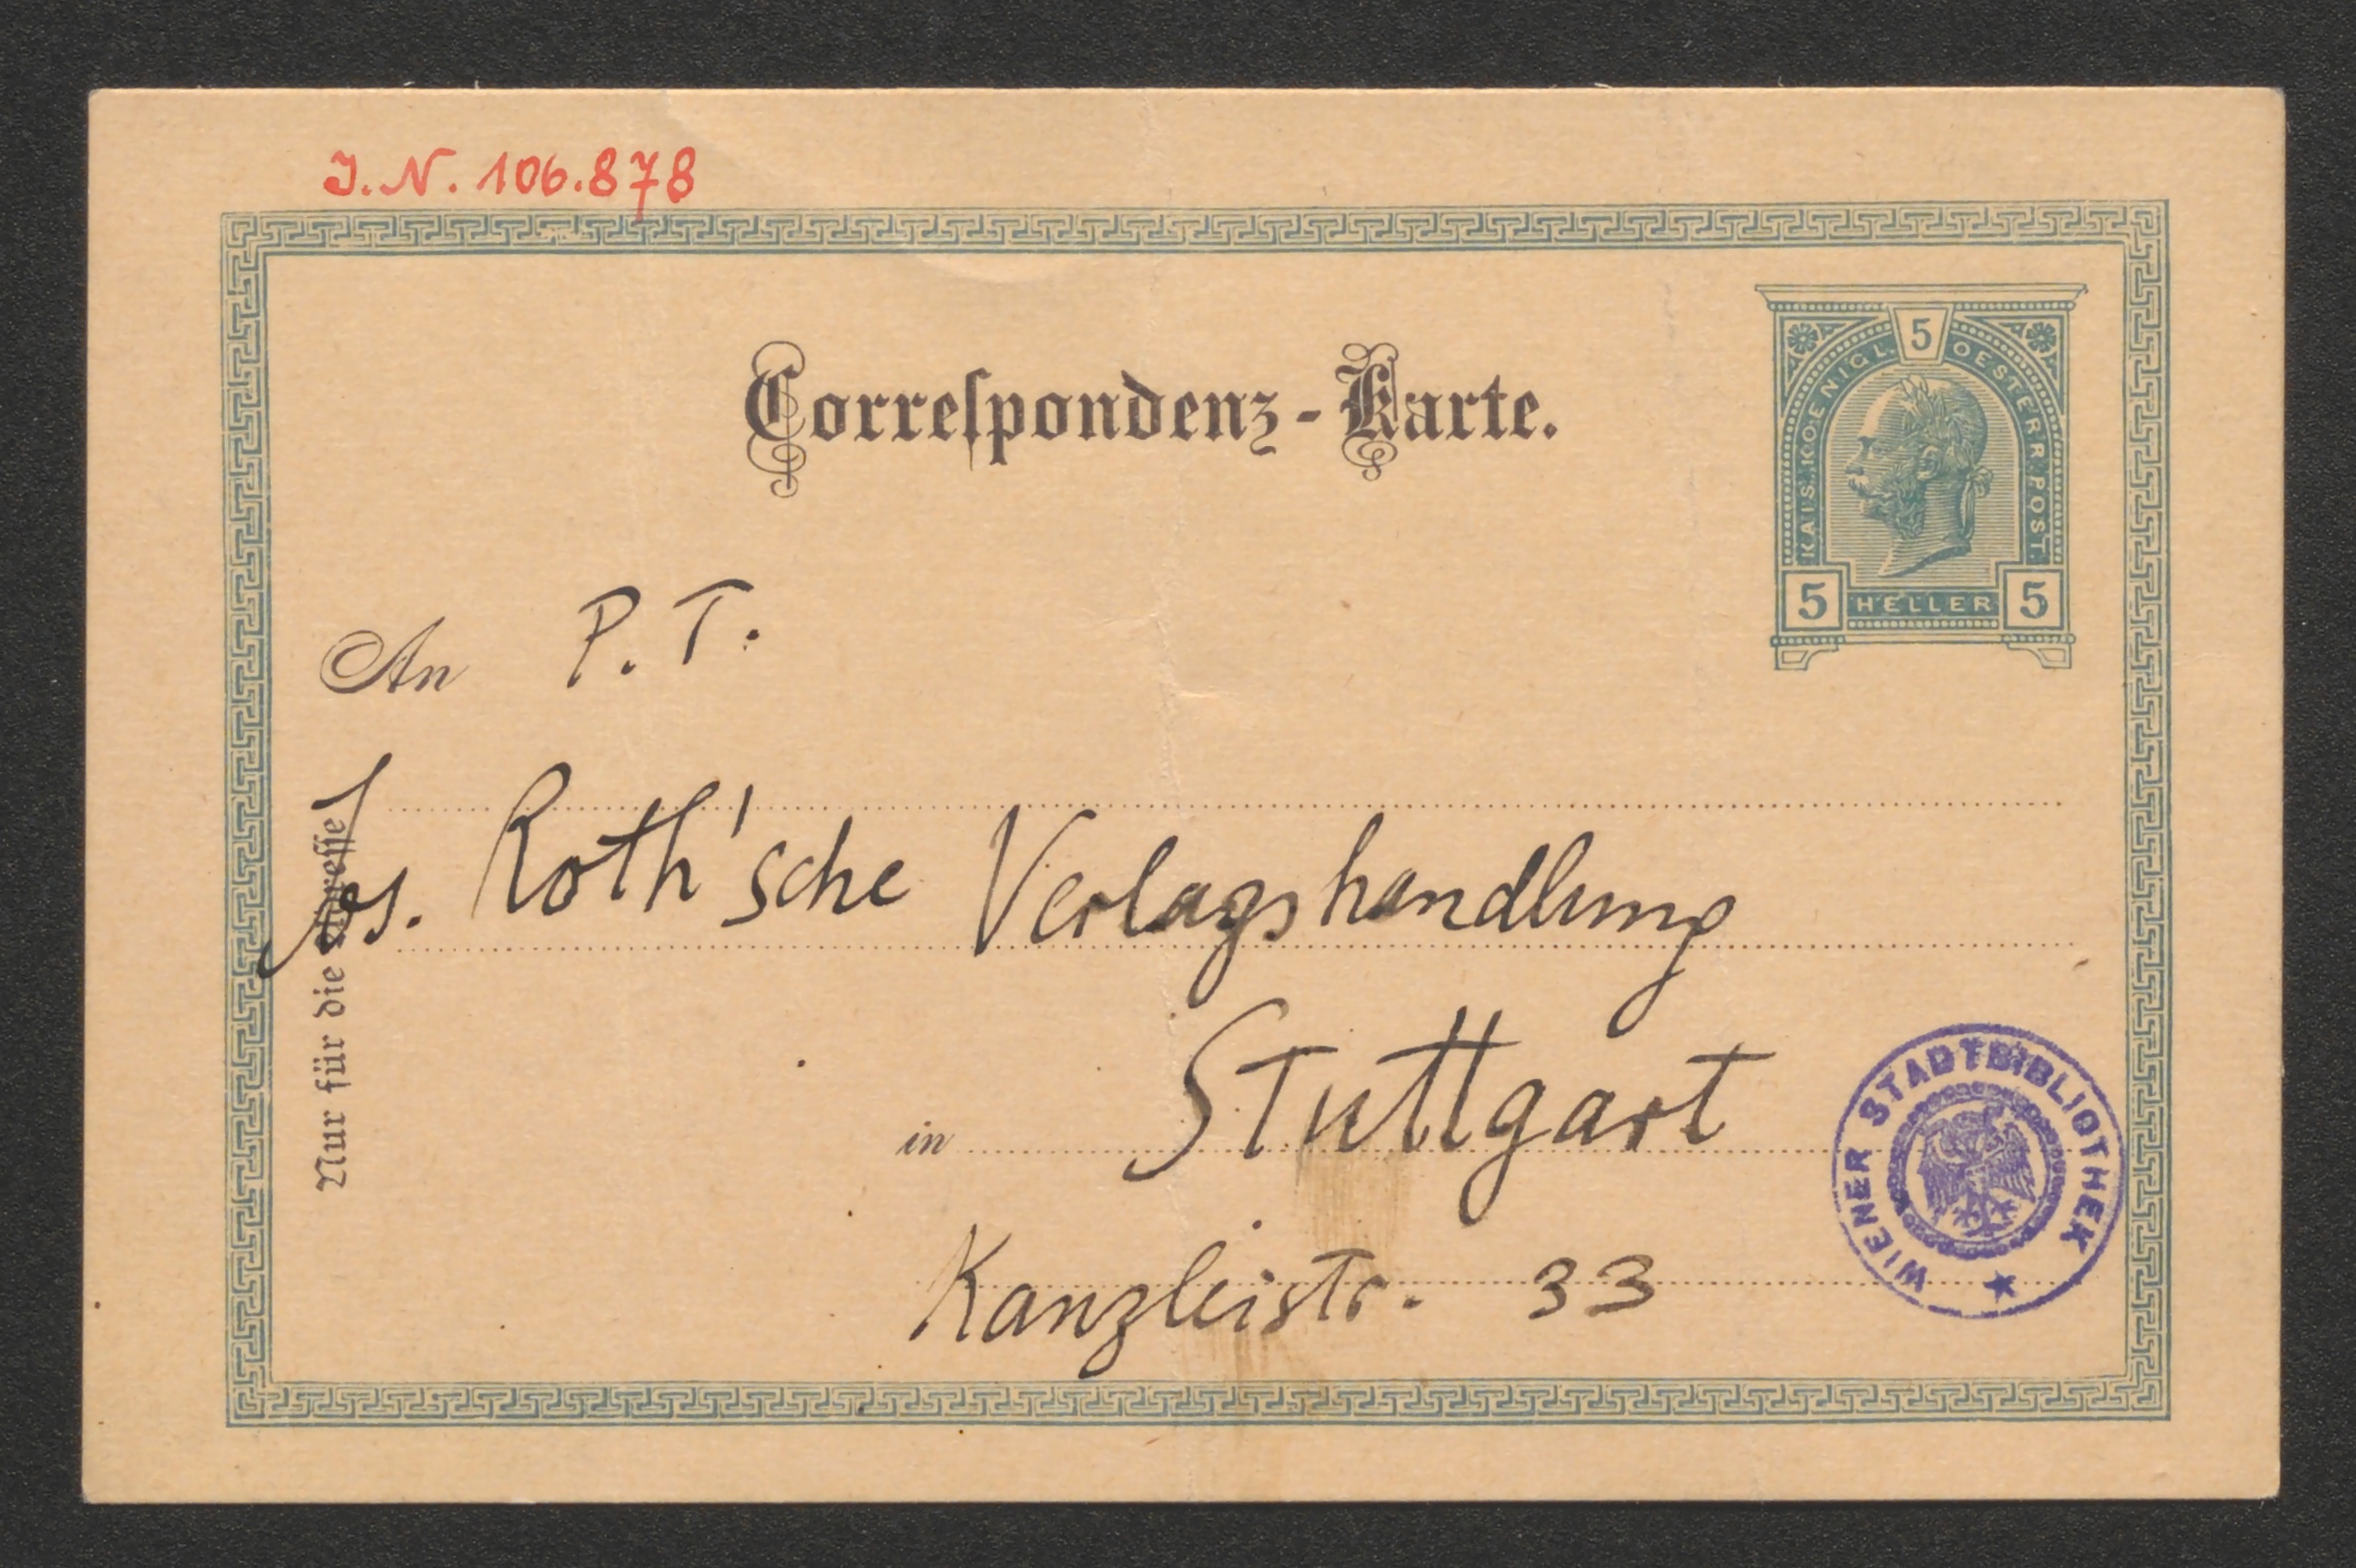 J.N. 106.878
Correspondenz-Karte.
5
KAIS. KOENIGL. OESTERR. POST.
5 HELLER 5
An P. T.
Jos. Roth'sche Verlagshandlung
in Stuttgart
Kanzleistr. 33
Nur für die Adresse
WIENER STADTBIBLIOTHEK